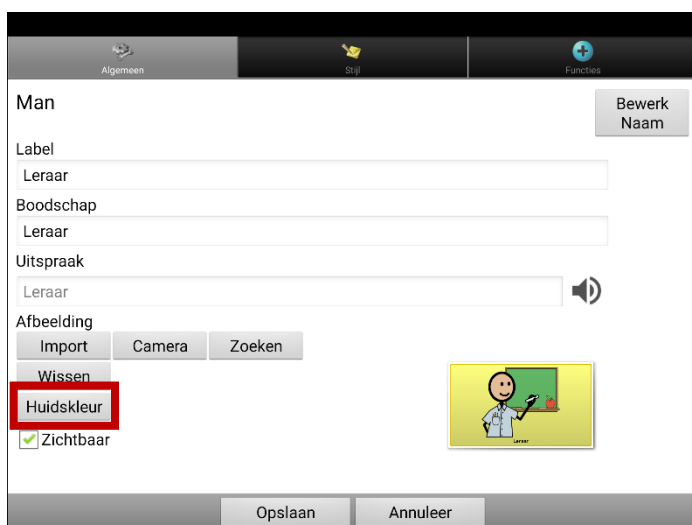 Algemeen
Stijl
Functies
Man
Bewerk
Naam
Label
Leraar
Boodschap
Leraar
Uitspraak
Leraar
Afbeelding
Import
Camera
Zoeken
Wissen
Huidskleur
Zichtbaar
Leraar
Opslaan
Annuleer